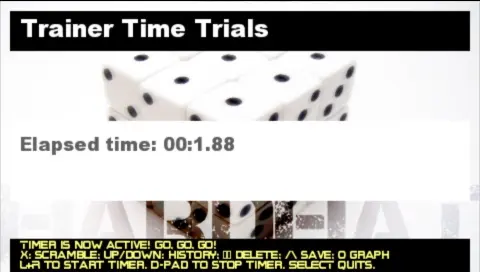 Trainer Time Trials
Elapsed time: 00:1.88
TIMER IS NOW ACTIVE! GO, GO, GO!
X: SCRAMBLE; UP/DOWN: HISTORY; [] DELETE; /\ SAVE; O GRAPH
L+R TO START TIMER. D-PAD TO STOP TIMER. SELECT QUITS.